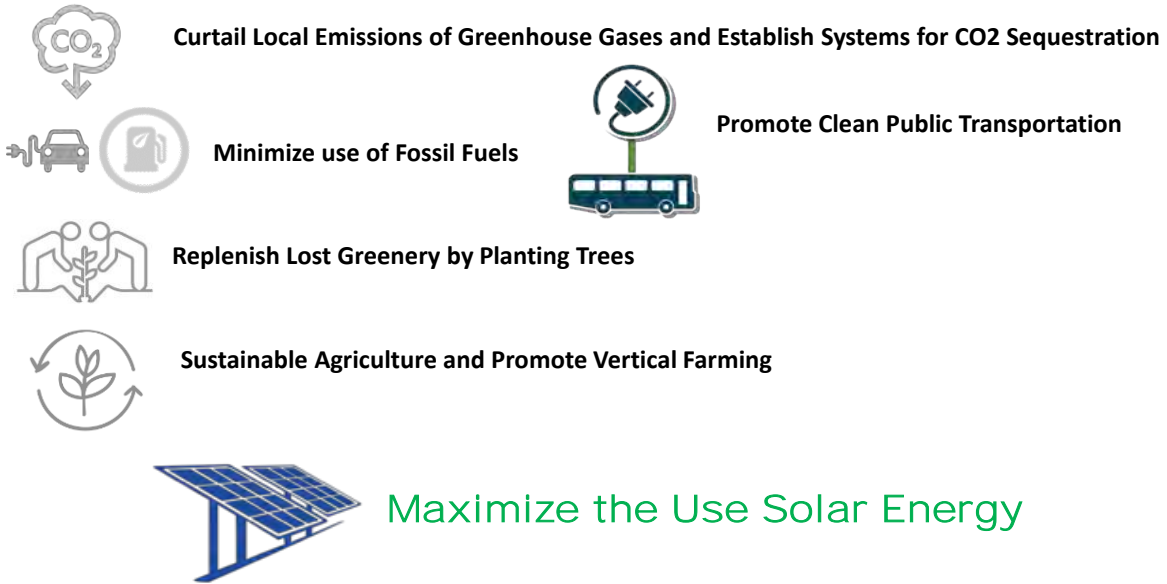 CO2
Curtail Local Emissions of Greenhouse Gases and Establish Systems for CO2 Sequestration
Promote Clean Public Transportation
Minimize use of Fossil Fuels
Replenish Lost Greenery by Planting Trees
Sustainable Agriculture and Promote Vertical Farming
Maximize the Use Solar Energy